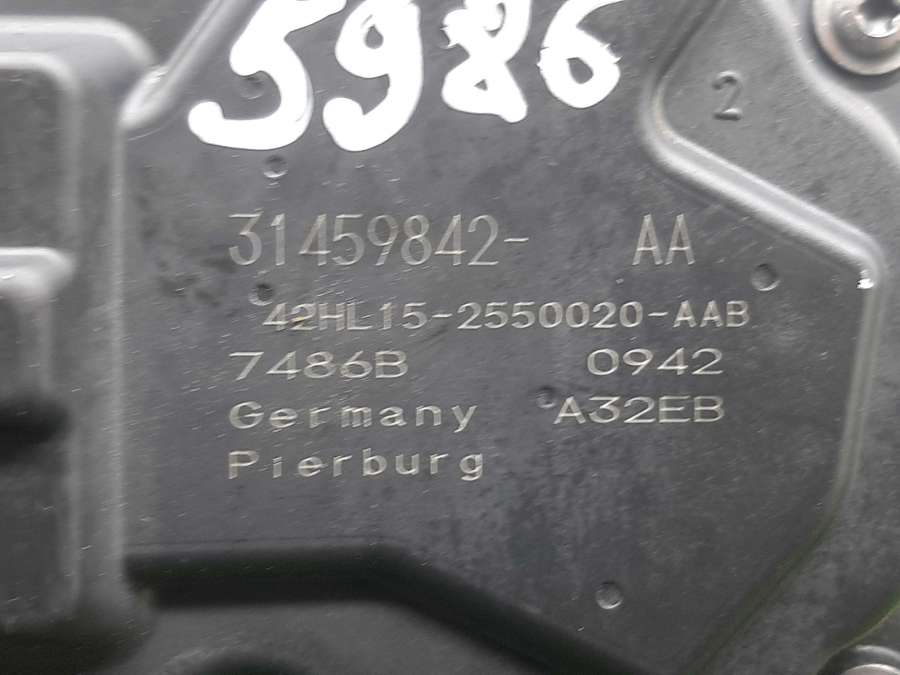 5986
2
31459842- AA
42HL15-2550020-AAB
7486B 0942
Germany A32EB
Pierburg